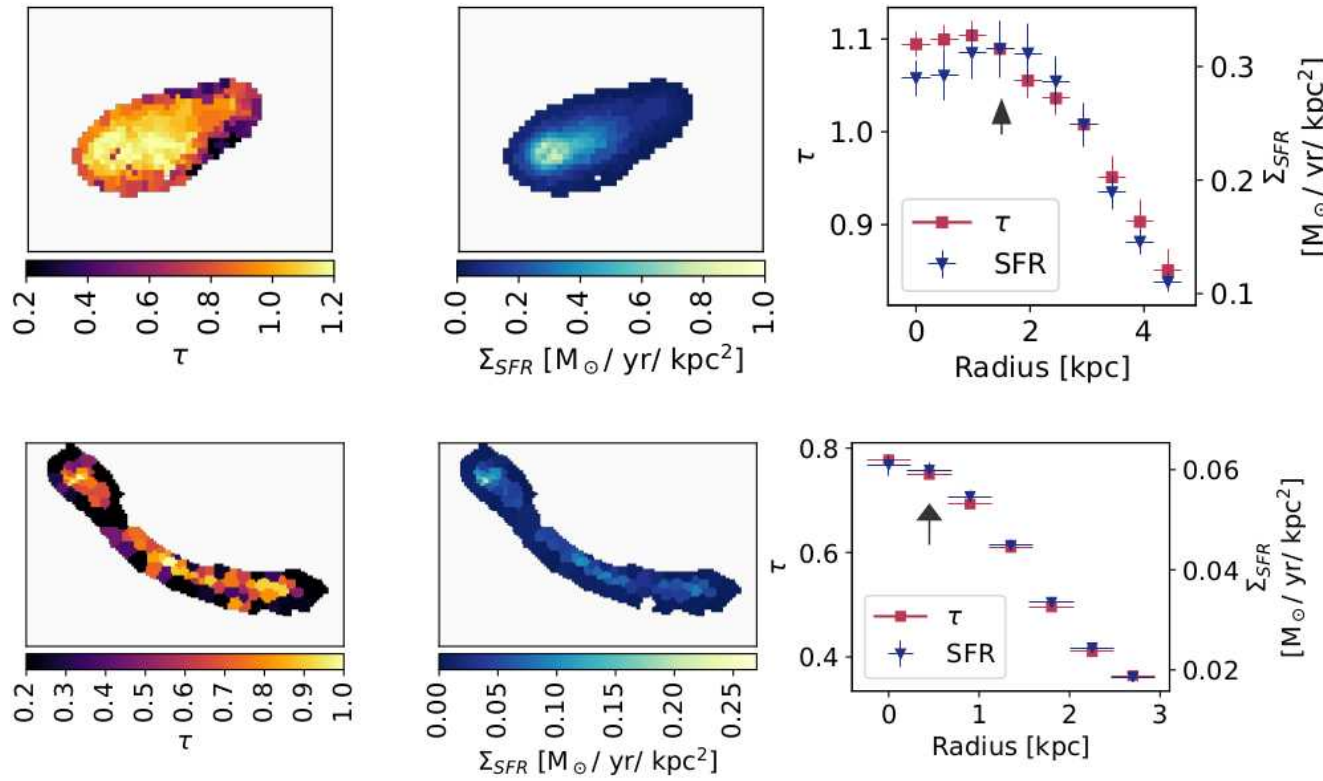 0.2 0.4 0.6 0.8 1.0 1.2
τ
0.0 0.2 0.4 0.6 0.8 1.0
Σ_SFR [M⊙/ yr/ kpc²]
1.1
1.0
0.9
τ
τ
SFR
0 2 4
Radius [kpc]
0.3
0.2
0.1
Σ_SFR
[M⊙/ yr/ kpc²]
0.2 0.3 0.4 0.5 0.6 0.7 0.8 0.9 1.0
τ
0.00 0.05 0.10 0.15 0.20 0.25
Σ_SFR [M⊙/ yr/ kpc²]
0.8
0.6
0.4
τ
τ
SFR
0 1 2 3
Radius [kpc]
0.06
0.04
0.02
Σ_SFR
[M⊙/ yr/ kpc²]